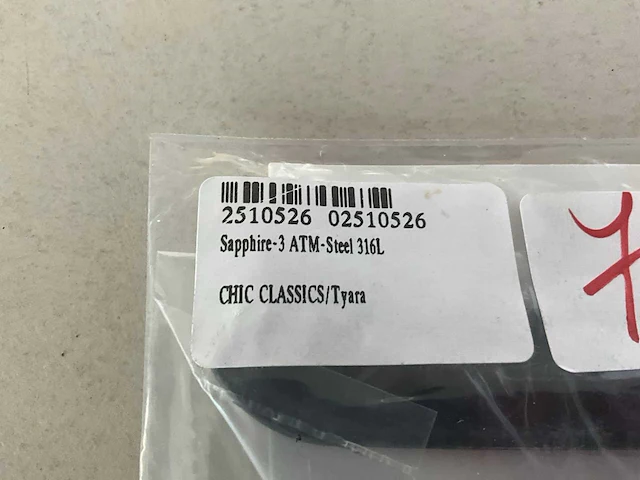 2510526 02510526
Sapphire-3 ATM-Steel 316L
CHIC CLASSICS/Tyara